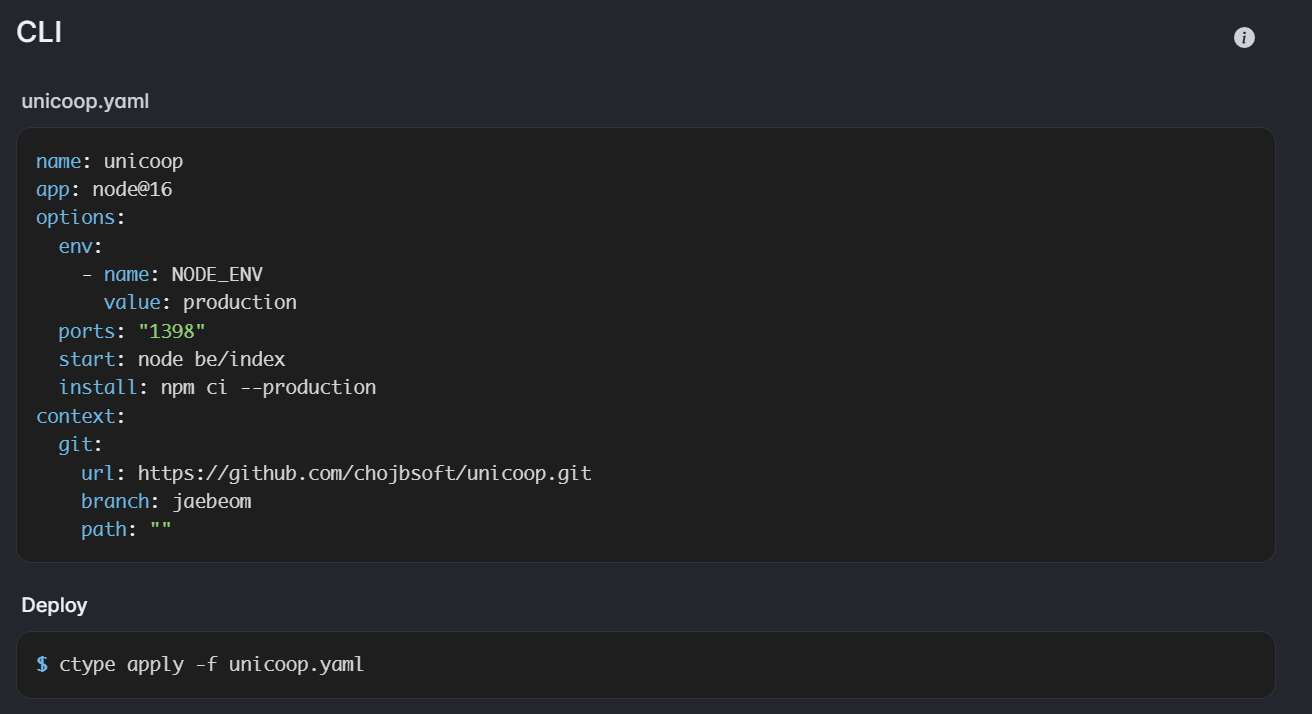 CLI
unicoop.yaml
name: unicoop
app: node@16
options:
  env:
    - name: NODE_ENV
      value: production
  ports: "1398"
  start: node be/index
  install: npm ci --production
context:
  git:
    url: https://github.com/chojbsoft/unicoop.git
    branch: jaebeom
    path: ""
Deploy
$ ctype apply -f unicoop.yaml